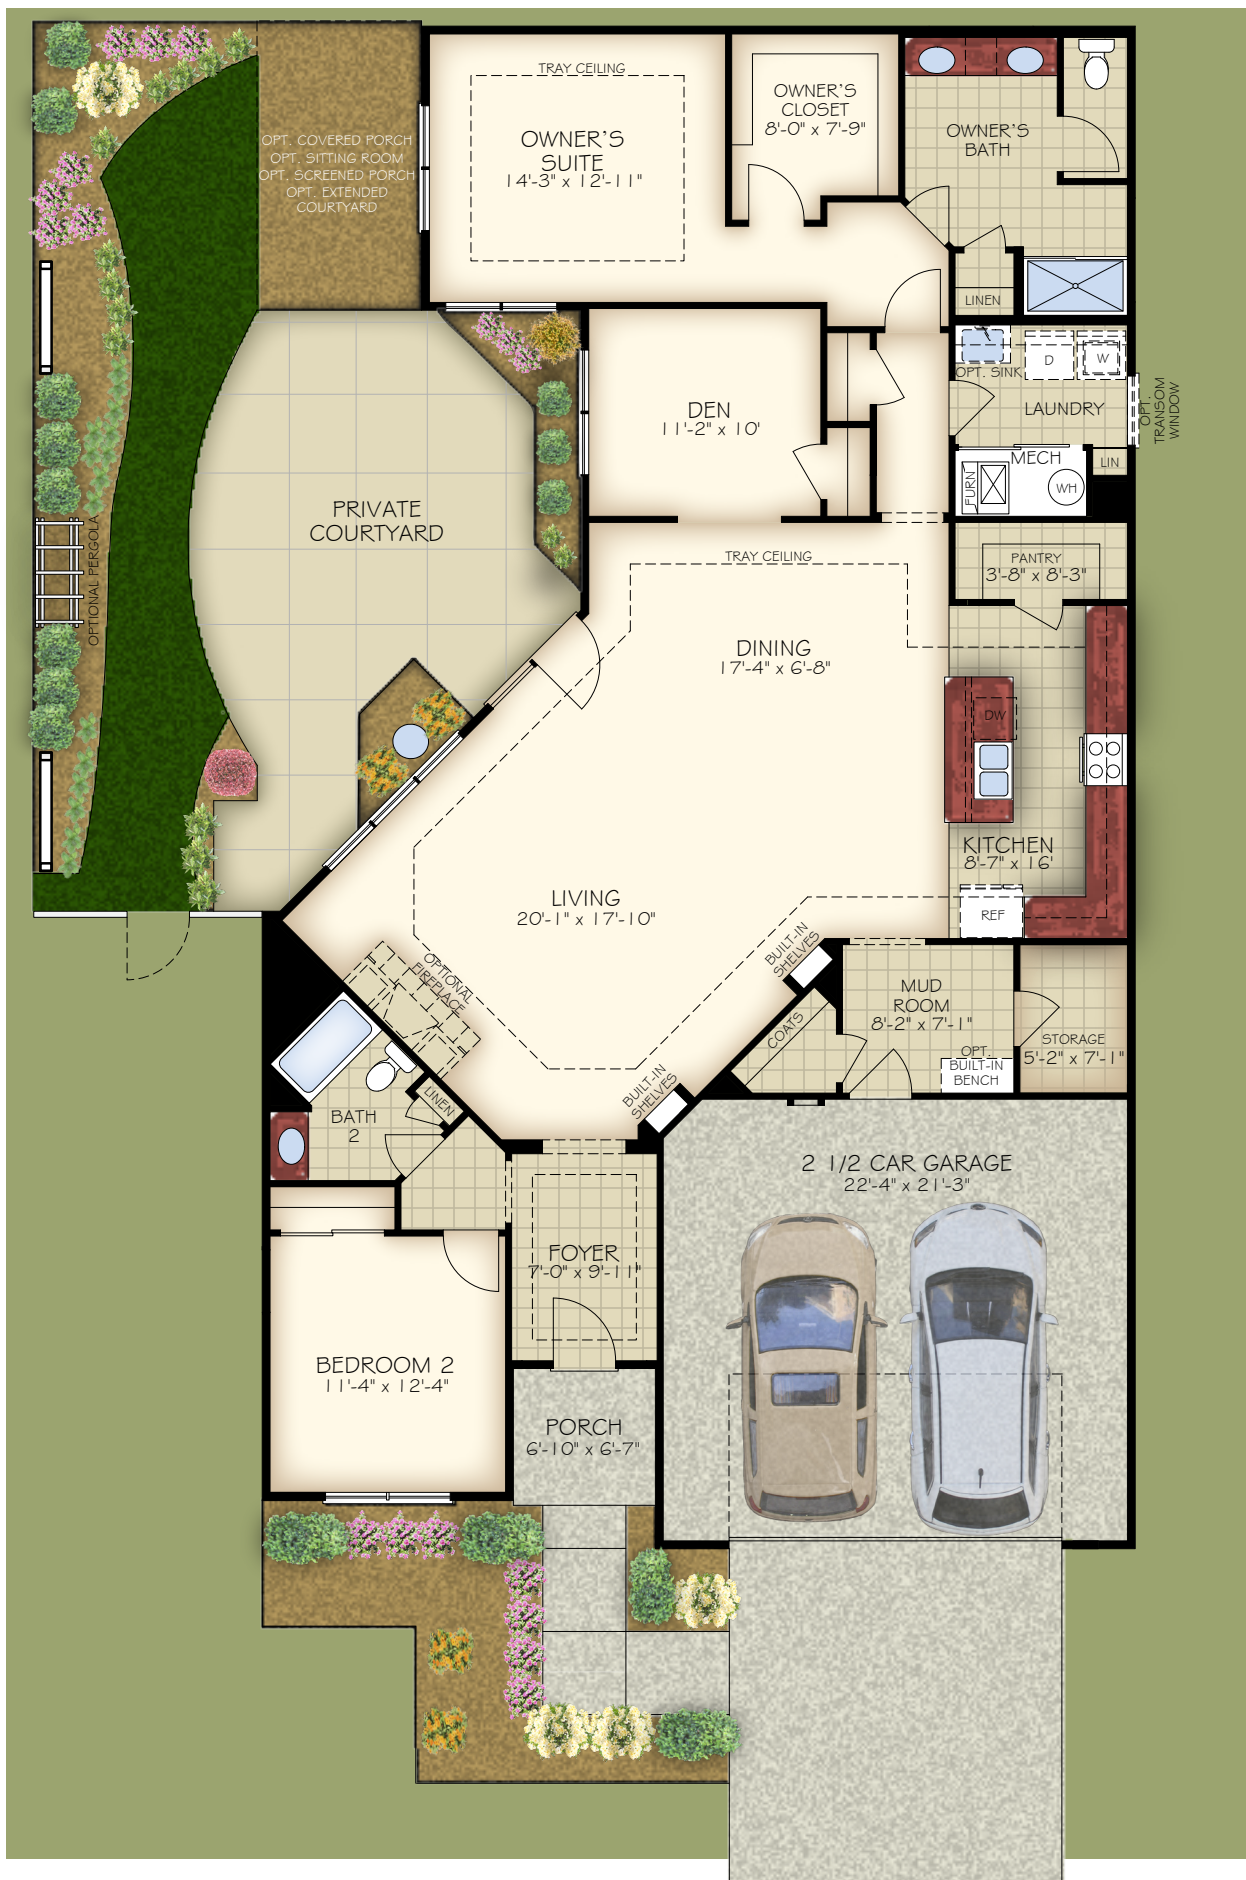 TRAY CEILING
OWNER'S
SUITE
14'-3" x 12'-11"
OWNER'S
CLOSET
8'-0" x 7'-9"
OWNER'S
BATH
OPT. COVERED PORCH
OPT. SITTING ROOM
OPT. SCREENED PORCH
OPT. EXTENDED
COURTYARD
LINEN
OPT. SINK
D
W
LAUNDRY
OPT.
TRANSOM
WINDOW
DEN
11'-2" x 10'
MECH
LIN
FURN
WH
PRIVATE
COURTYARD
OPTIONAL PERGOLA
TRAY CEILING
PANTRY
3'-8" x 8'-3"
DINING
17'-4" x 6'-8"
DW
KITCHEN
8'-7" x 16'
REF
LIVING
20'-1" x 17'-10"
OPTIONAL
FIREPLACE
BUILT-IN
SHELVES
MUD
ROOM
8'-2" x 7'-1"
COATS
STORAGE
5'-2" x 7'-1"
OPT.
BUILT-IN
BENCH
BUILT-IN
SHELVES
LINEN
BATH
2
2 1/2 CAR GARAGE
22'-4" x 21'-3"
FOYER
7'-0" x 9'-11"
BEDROOM 2
11'-4" x 12'-4"
PORCH
6'-10" x 6'-7"